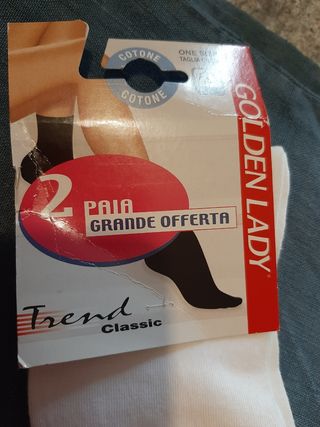 COTONE
COTONE
ONE SIZE
TAGLIA
GOLDEN LADY
2 PAIA
GRANDE OFFERTA
Trend
Classic